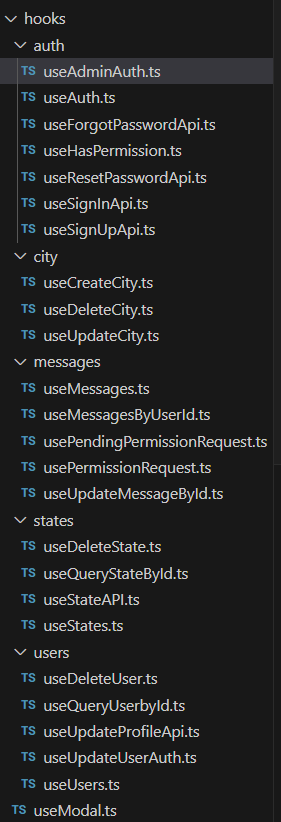 hooks
auth
TS useAdminAuth.ts
TS useAuth.ts
TS useForgotPasswordApi.ts
TS useHasPermission.ts
TS useResetPasswordApi.ts
TS useSignInApi.ts
TS useSignUpApi.ts
city
TS useCreateCity.ts
TS useDeleteCity.ts
TS useUpdateCity.ts
messages
TS useMessages.ts
TS useMessagesByUserId.ts
TS usePendingPermissionRequest.ts
TS usePermissionRequest.ts
TS useUpdateMessageById.ts
states
TS useDeleteState.ts
TS useQueryStateById.ts
TS useStateAPI.ts
TS useStates.ts
users
TS useDeleteUser.ts
TS useQueryUserbyId.ts
TS useUpdateProfileApi.ts
TS useUpdateUserAuth.ts
TS useUsers.ts
TS useModal.ts